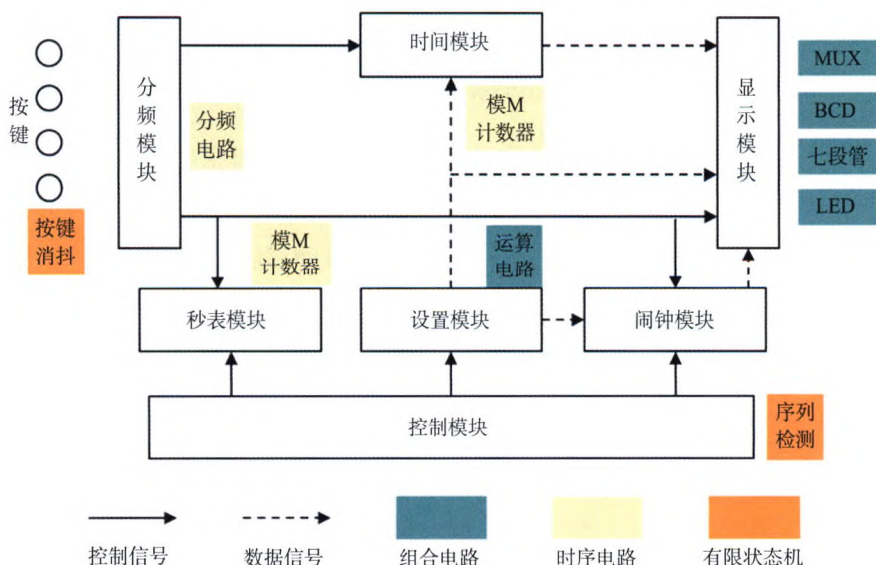 按
键
按键
消抖
分
频
模
块
分频
电路
时间模块
模M
计数器
显
示
模
块
MUX
BCD
七段管
LED
模M
计数器
运算
电路
秒表模块
设置模块
闹钟模块
控制模块
序列
检测
控制信号
数据信号
组合电路
时序电路
有限状态机